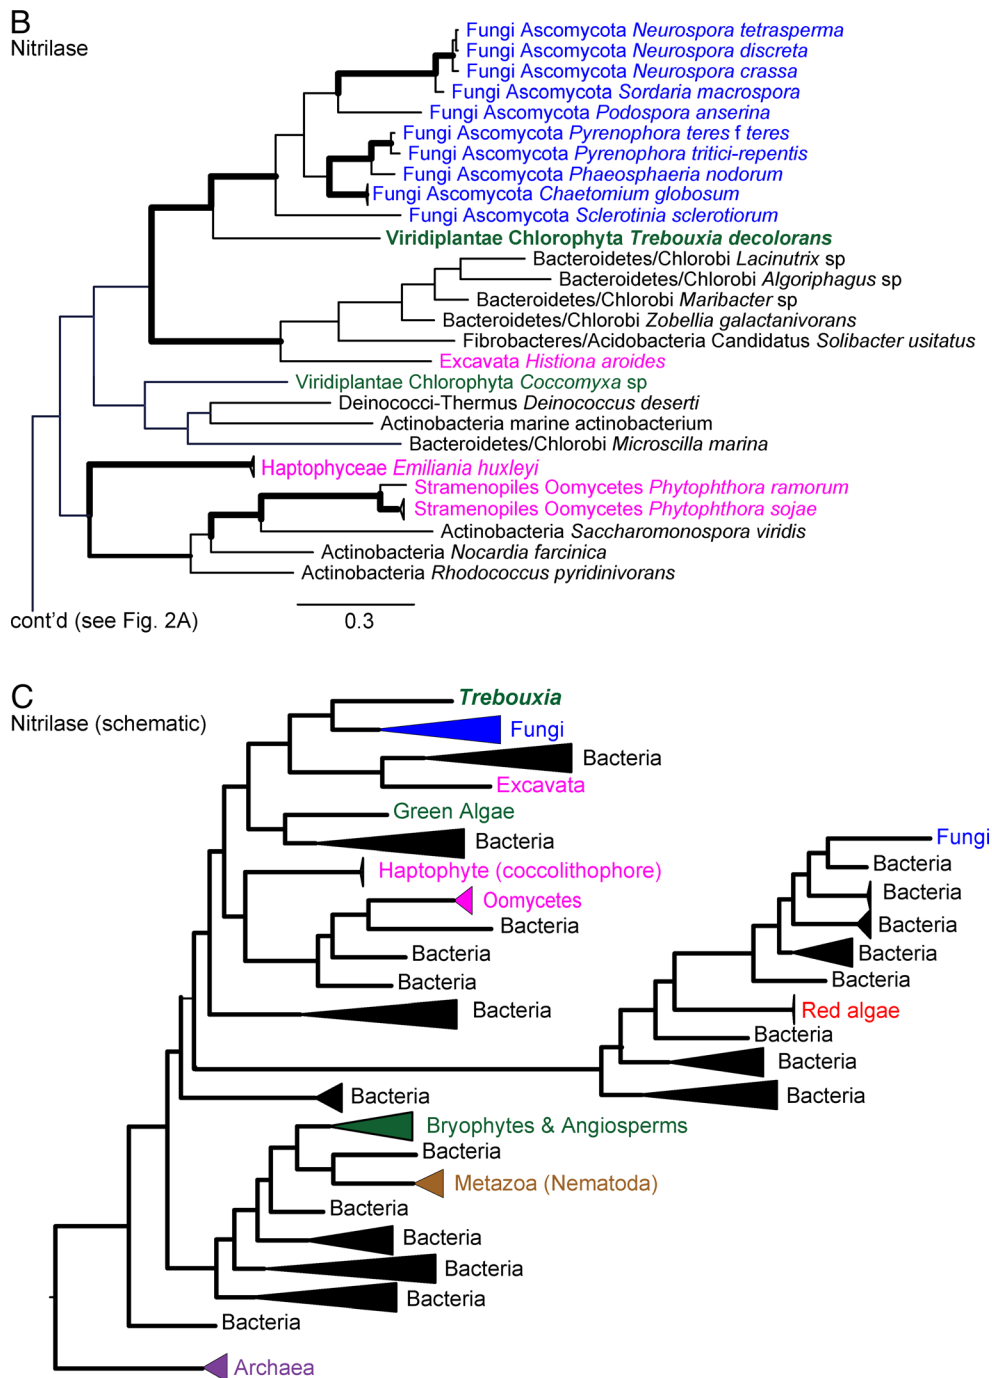 B
Nitrilase
Fungi Ascomycota Neurospora tetrasperma
Fungi Ascomycota Neurospora discreta
Fungi Ascomycota Neurospora crassa
Fungi Ascomycota Sordaria macrospora
Fungi Ascomycota Podospora anserina
Fungi Ascomycota Pyrenophora teres f teres
Fungi Ascomycota Pyrenophora tritici-repentis
Fungi Ascomycota Phaeosphaeria nodorum
Fungi Ascomycota Chaetomium globosum
Fungi Ascomycota Sclerotinia sclerotiorum
Viridiplantae Chlorophyta Trebouxia decolorans
Bacteroidetes/Chlorobi Lacinutrix sp
Bacteroidetes/Chlorobi Algoriphagus sp
Bacteroidetes/Chlorobi Maribacter sp
Bacteroidetes/Chlorobi Zobellia galactanivorans
Fibrobacteres/Acidobacteria Candidatus Solibacter usitatus
Excavata Histiona aroides
Viridiplantae Chlorophyta Coccomyxa sp
Deinococci-Thermus Deinococcus deserti
Actinobacteria marine actinobacterium
Bacteroidetes/Chlorobi Microscilla marina
Haptophyceae Emiliania huxleyi
Stramenopiles Oomycetes Phytophthora ramorum
Stramenopiles Oomycetes Phytophthora sojae
Actinobacteria Saccharomonospora viridis
Actinobacteria Nocardia farcinica
Actinobacteria Rhodococcus pyridinivorans
cont'd (see Fig. 2A)
0.3
C
Nitrilase (schematic)
Trebouxia
Fungi
Bacteria
Excavata
Green Algae
Bacteria
Haptophyte (coccolithophore)
Oomycetes
Bacteria
Bacteria
Bacteria
Bacteria
Fungi
Bacteria
Bacteria
Bacteria
Bacteria
Bacteria
Red algae
Bacteria
Bacteria
Bacteria
Bacteria
Bryophytes & Angiosperms
Bacteria
Metazoa (Nematoda)
Bacteria
Bacteria
Bacteria
Bacteria
Bacteria
Archaea